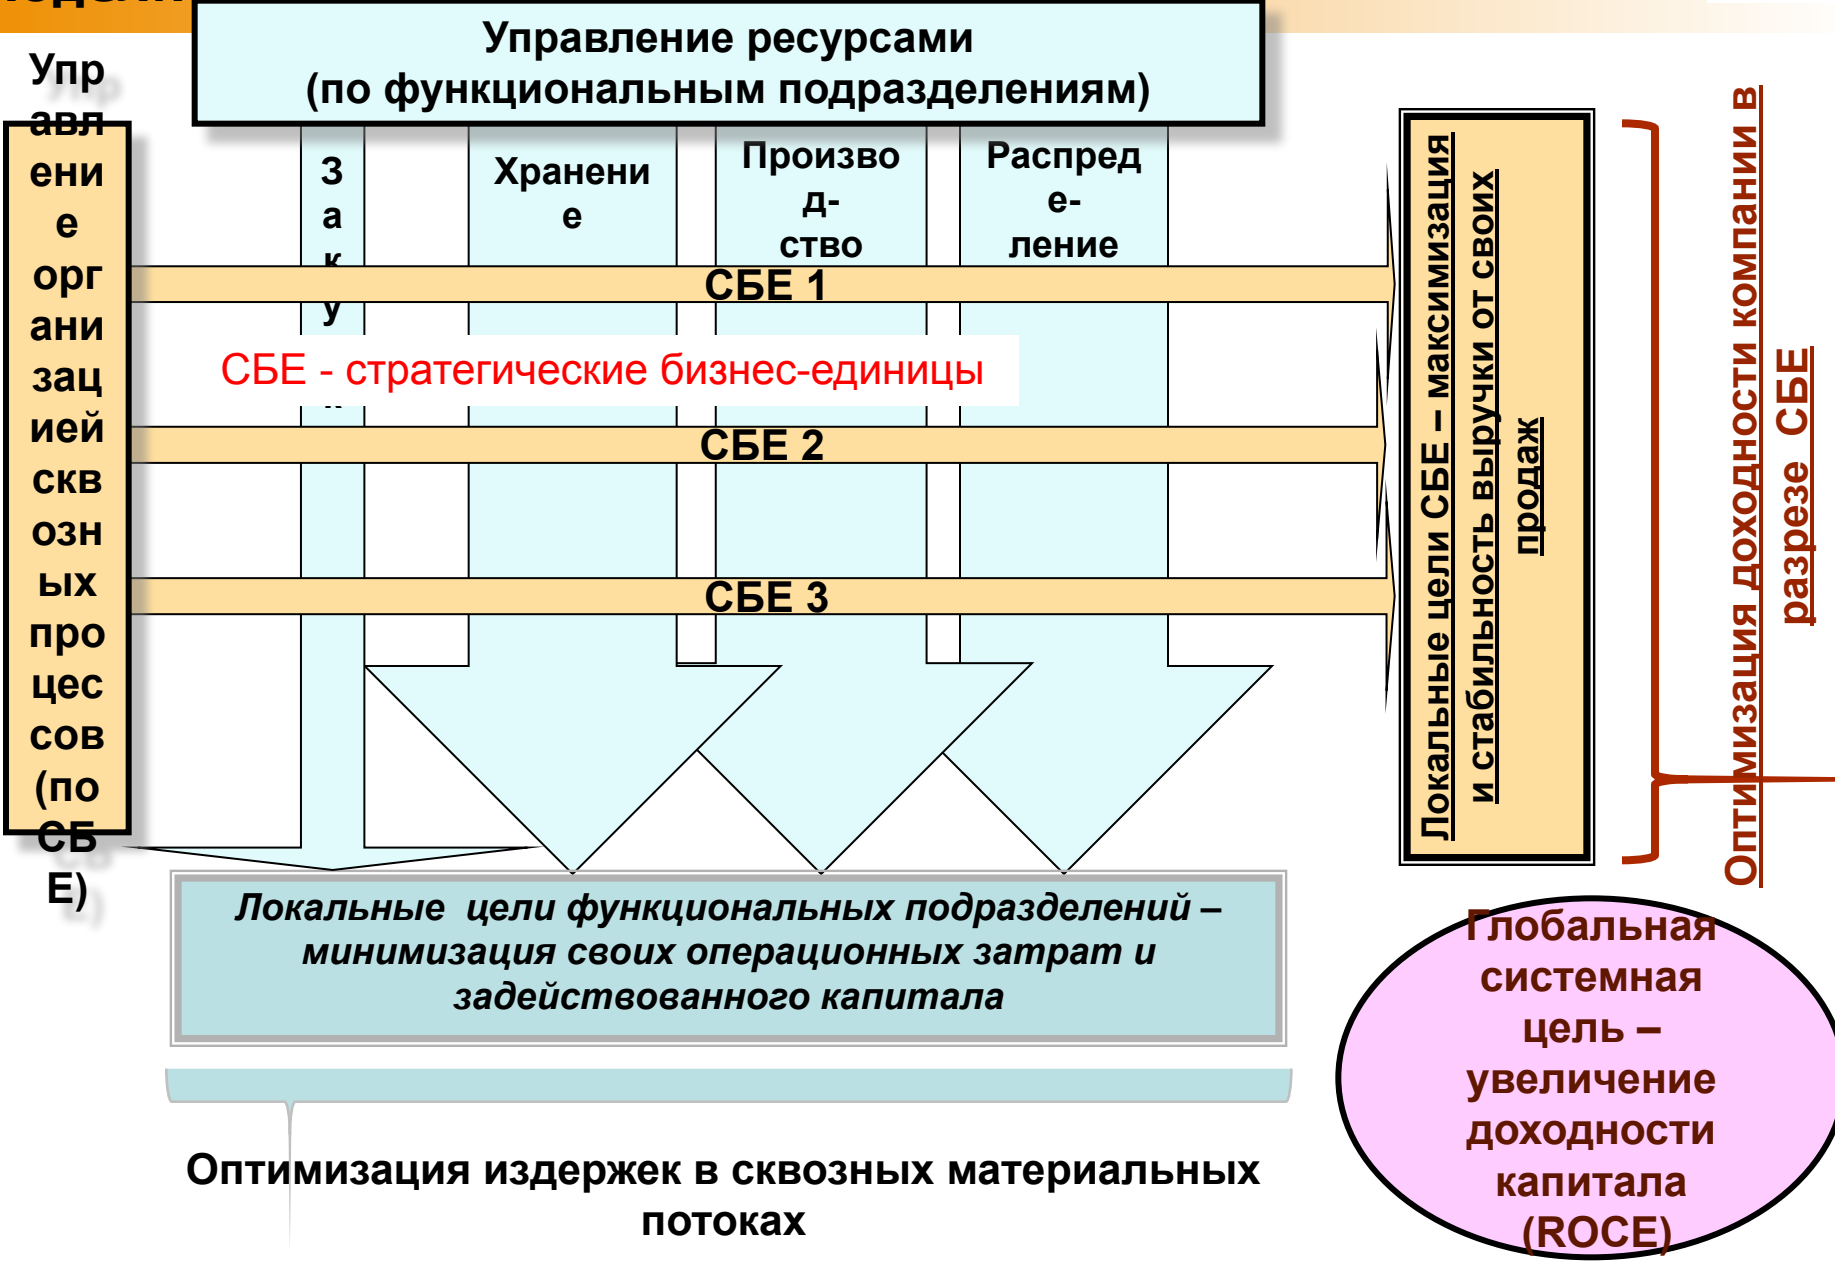 Управление ресурсами
(по функциональным подразделениям)
Упр
авл
ени
е
орг
ани
зац
ией
скв
озн
ых
про
цес
сов
(по
СБ
Е)
З
а
к
у
Хранени
е
Произво
д-
ство
Распред
е-
ление
СБЕ 1
СБЕ - стратегические бизнес-единицы
СБЕ 2
СБЕ 3
Локальные цели СБЕ – максимизация
и стабильность выручки от своих
продаж
Оптимизация доходности компании в
разрезе СБЕ
Локальные цели функциональных подразделений –
минимизация своих операционных затрат и
задействованного капитала
Оптимизация издержек в сквозных материальных
потоках
Глобальная
системная
цель –
увеличение
доходности
капитала
(ROCE)